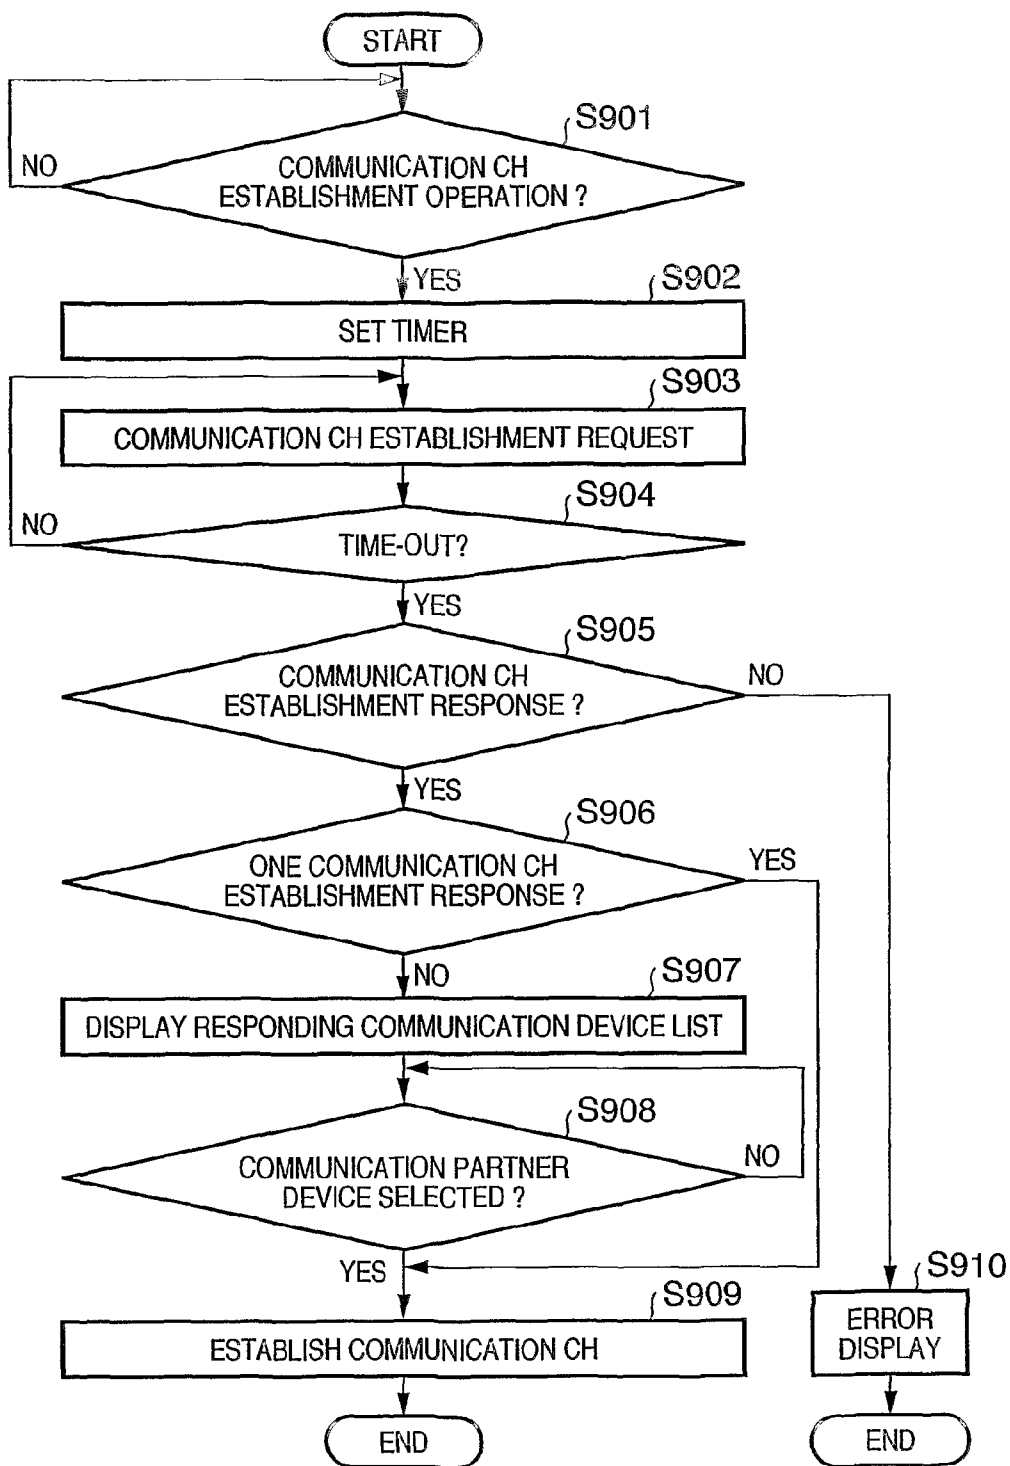 START
S901
NO
COMMUNICATION CH
ESTABLISHMENT OPERATION ?
YES
S902
SET TIMER
S903
COMMUNICATION CH ESTABLISHMENT REQUEST
S904
NO
TIME-OUT?
YES
S905
COMMUNICATION CH
ESTABLISHMENT RESPONSE ?
NO
YES
S906
ONE COMMUNICATION CH
ESTABLISHMENT RESPONSE ?
YES
NO
S907
DISPLAY RESPONDING COMMUNICATION DEVICE LIST
S908
COMMUNICATION PARTNER
DEVICE SELECTED ?
NO
YES
S909
ESTABLISH COMMUNICATION CH
S910
ERROR
DISPLAY
END
END